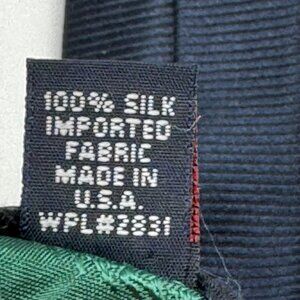 100% SILK
IMPORTED
FABRIC
MADE IN
U.S.A.
WPL#2831